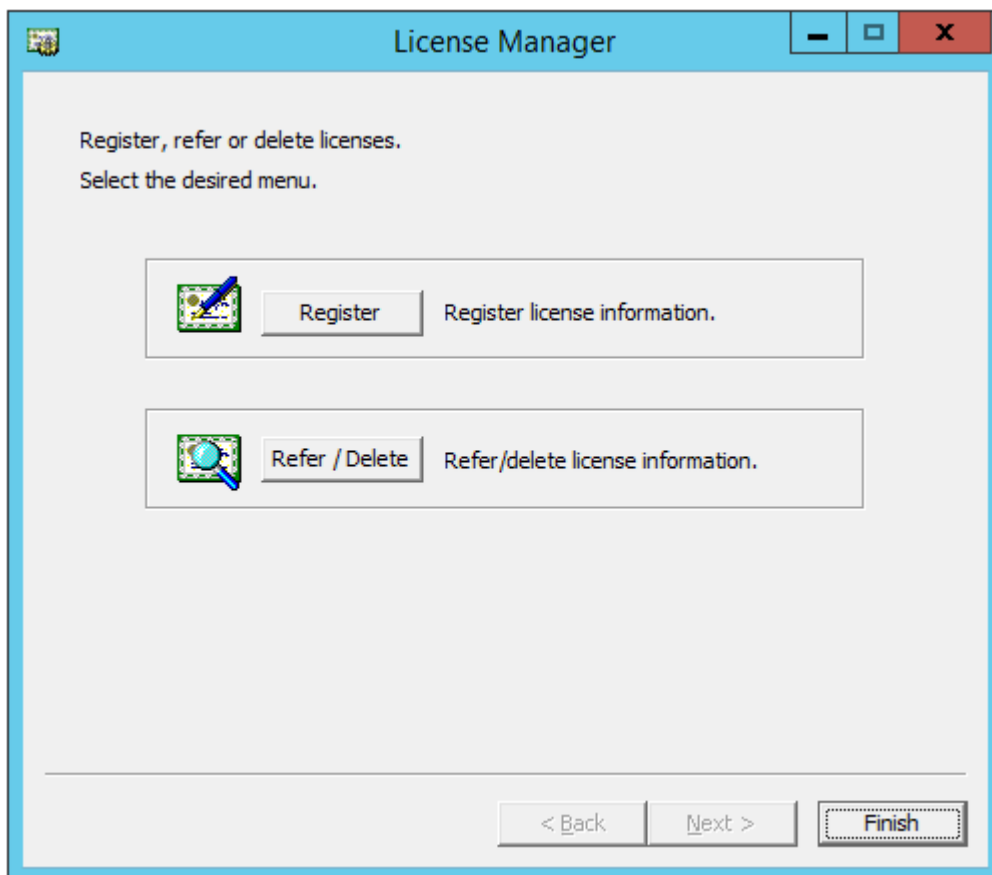 License Manager
Register, refer or delete licenses.
Select the desired menu.
Register Register license information.
Refer / Delete Refer/delete license information.
< Back Next > Finish